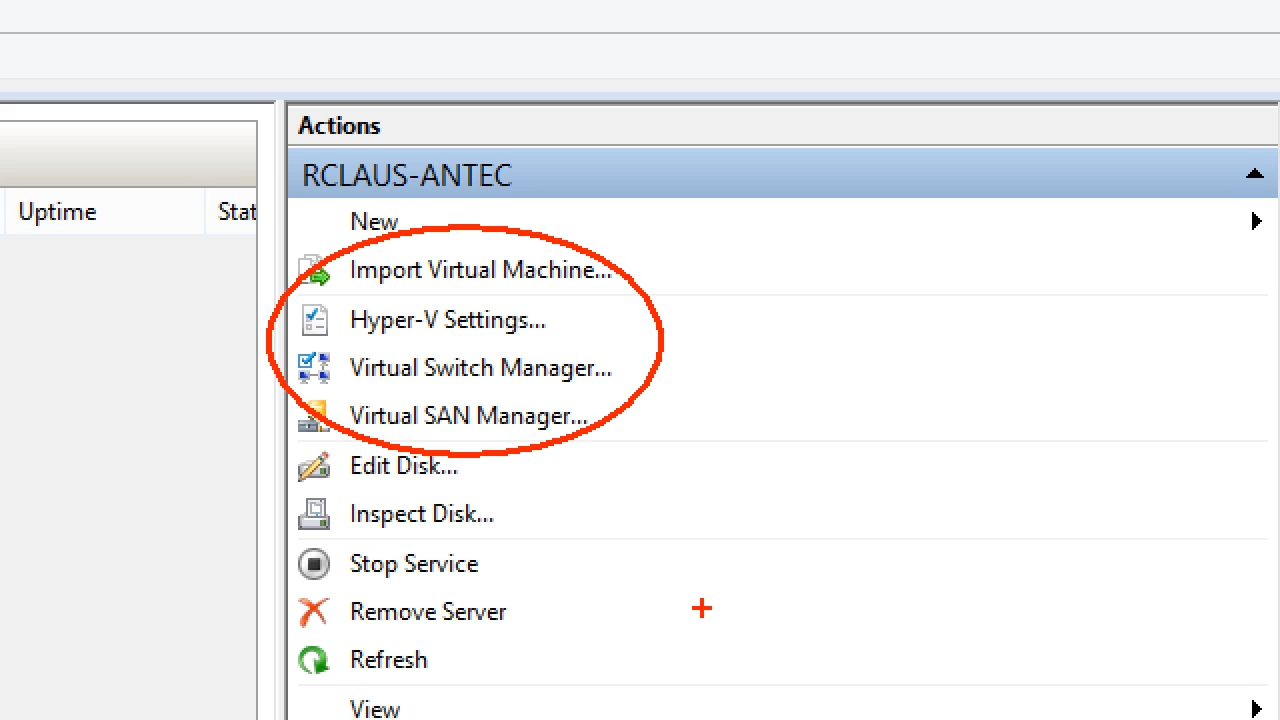 Actions
RCLAUS-ANTEC
Uptime
Stat
New
Import Virtual Machine...
Hyper-V Settings...
Virtual Switch Manager...
Virtual SAN Manager...
Edit Disk...
Inspect Disk...
Stop Service
Remove Server
Refresh
View